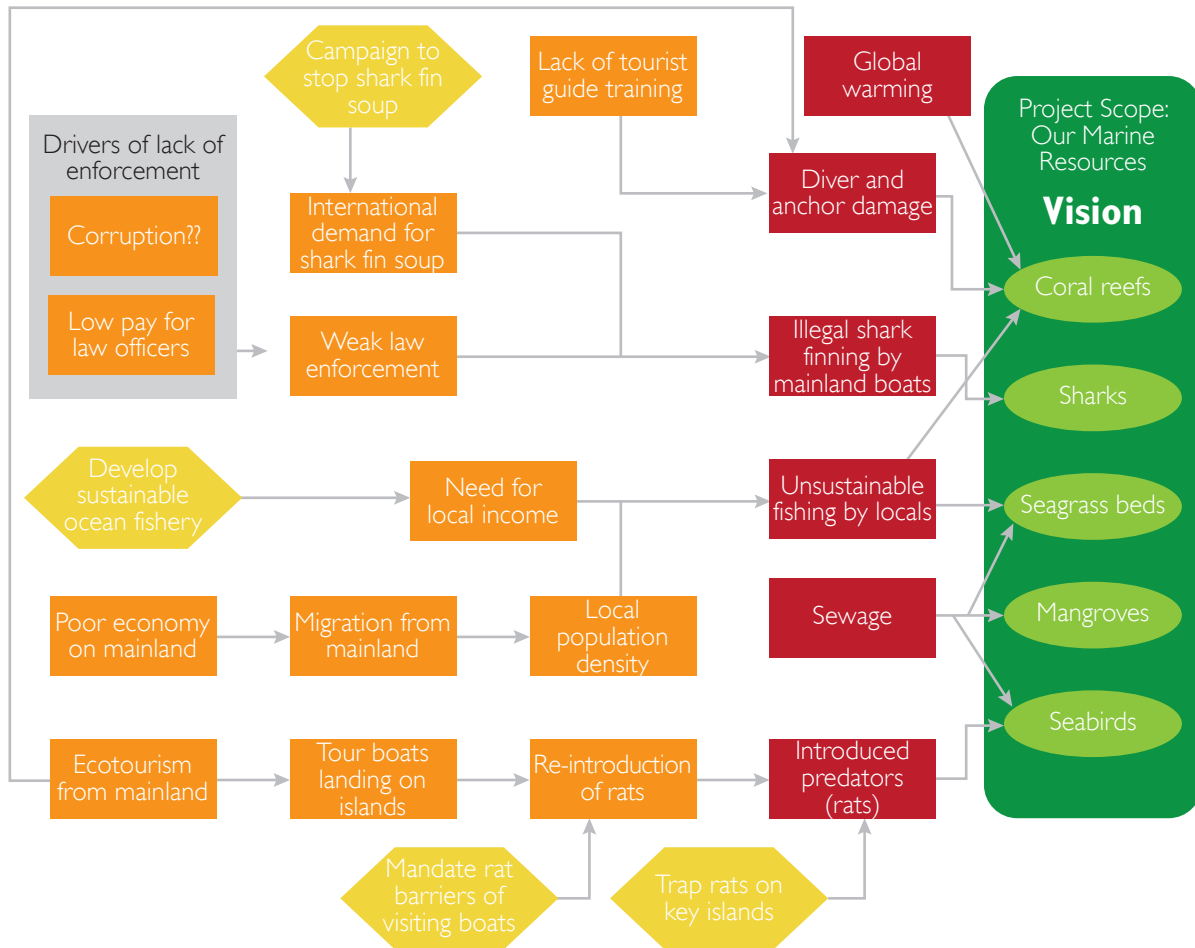 Campaign to
stop shark fin
soup
Lack of tourist
guide training
Global
warming
Project Scope:
Our Marine
Resources
Vision
Drivers of lack of
enforcement
Corruption??
Low pay for
law officers
International
demand for
shark fin soup
Diver and
anchor damage
Coral reefs
Weak law
enforcement
Illegal shark
finning by
mainland boats
Sharks
Develop
sustainable
ocean fishery
Need for
local income
Unsustainable
fishing by locals
Seagrass beds
Poor economy
on mainland
Migration from
mainland
Local
population
density
Sewage
Mangroves
Seabirds
Ecotourism
from mainland
Tour boats
landing on
islands
Re-introduction
of rats
Introduced
predators
(rats)
Mandate rat
barriers of
visiting boats
Trap rats on
key islands